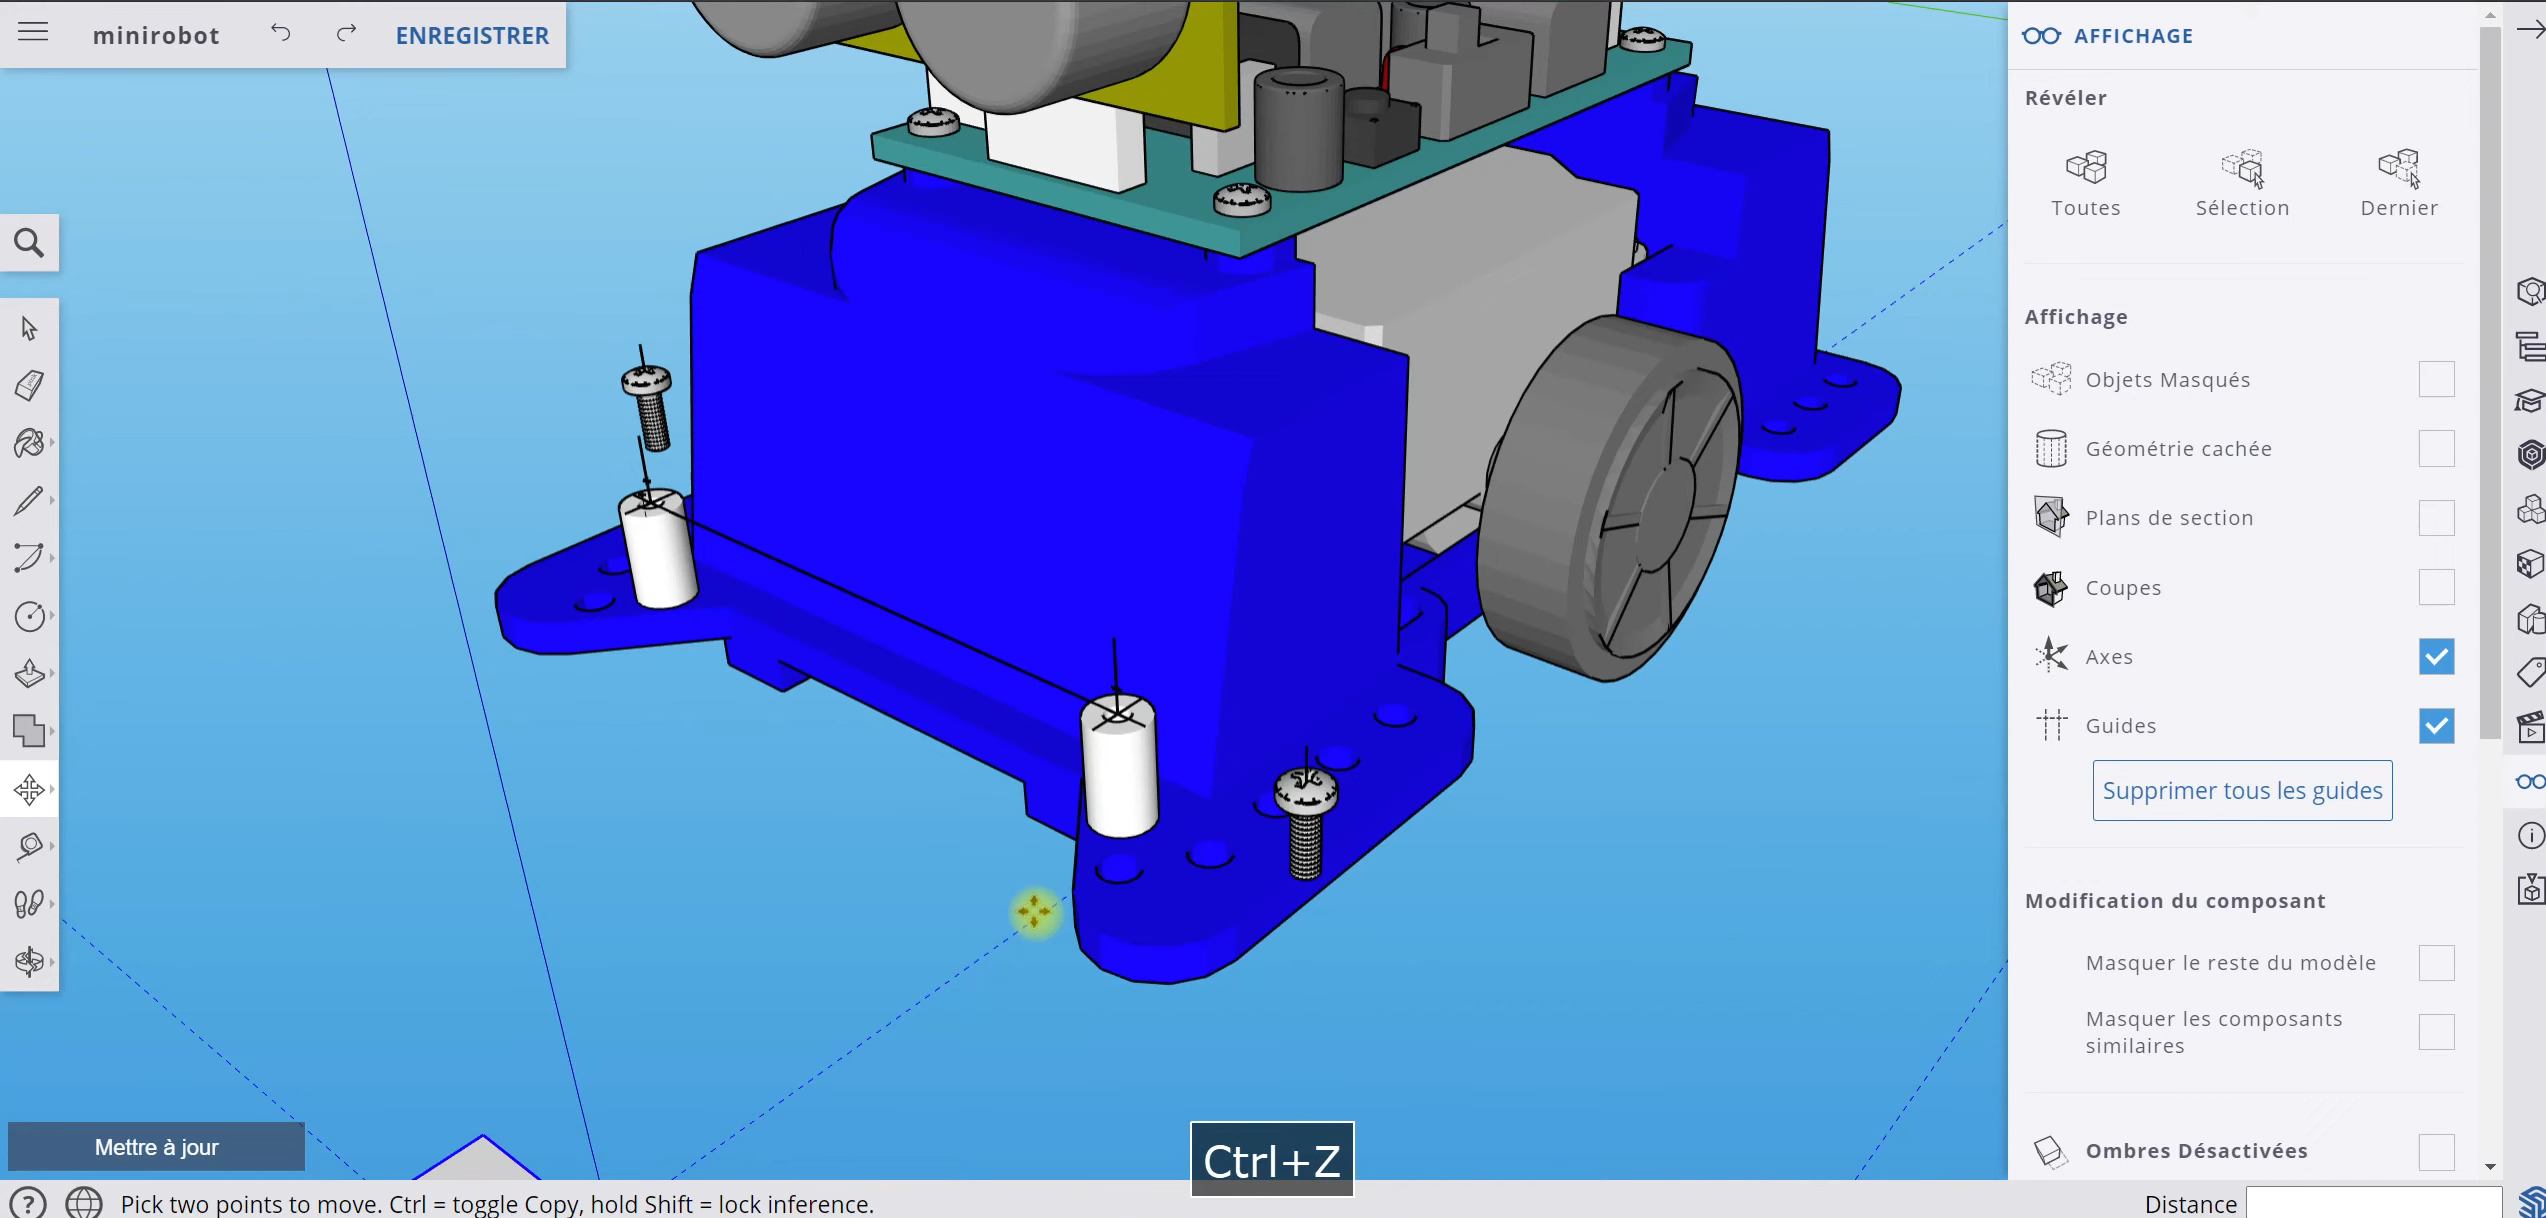 minirobot
ENREGISTRER
AFFICHAGE
Révéler
Toutes
Sélection
Dernier
Affichage
Objets Masqués
Géométrie cachée
Plans de section
Coupes
Axes
Guides
Supprimer tous les guides
Modification du composant
Masquer le reste du modèle
Masquer les composants
similaires
Ombres Désactivées
Mettre à jour
Ctrl+Z
Pick two points to move. Ctrl = toggle Copy, hold Shift = lock inference.
Distance